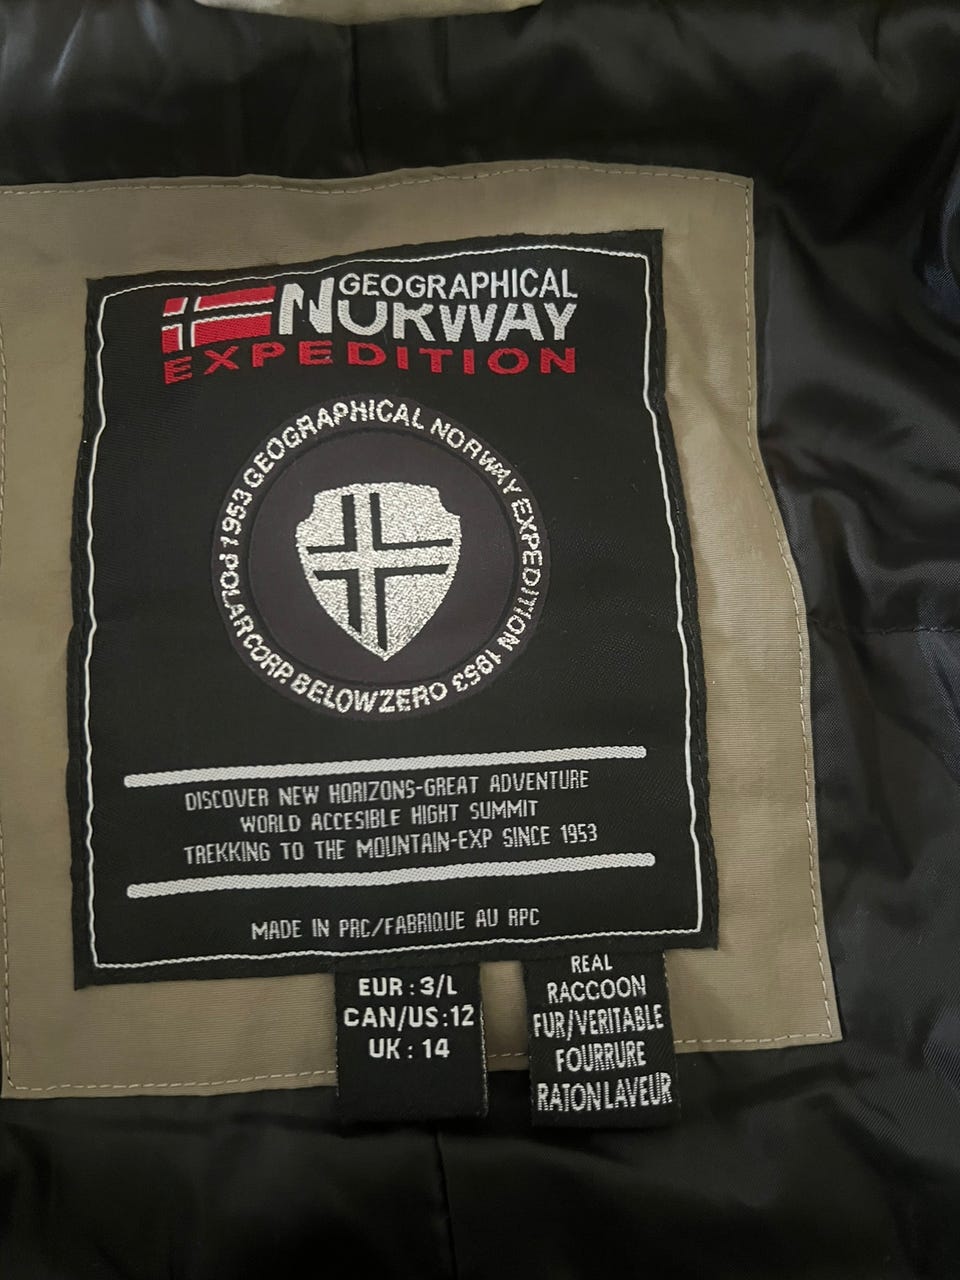 GEOGRAPHICAL
NORWAY
EXPEDITION
GEOGRAPHICAL NORWAY EXPEDITION 1953
POLAR CORP. BELOWZERO 1953
DISCOVER NEW HORIZONS-GREAT ADVENTURE
WORLD ACCESIBLE HIGHT SUMMIT
TREKKING TO THE MOUNTAIN-EXP SINCE 1953
MADE IN PRC/FABRIQUE AU RPC
EUR : 3/L
CAN/US:12
UK : 14
REAL
RACCOON
FUR/VERITABLE
FOURRURE
RATON LAVEUR